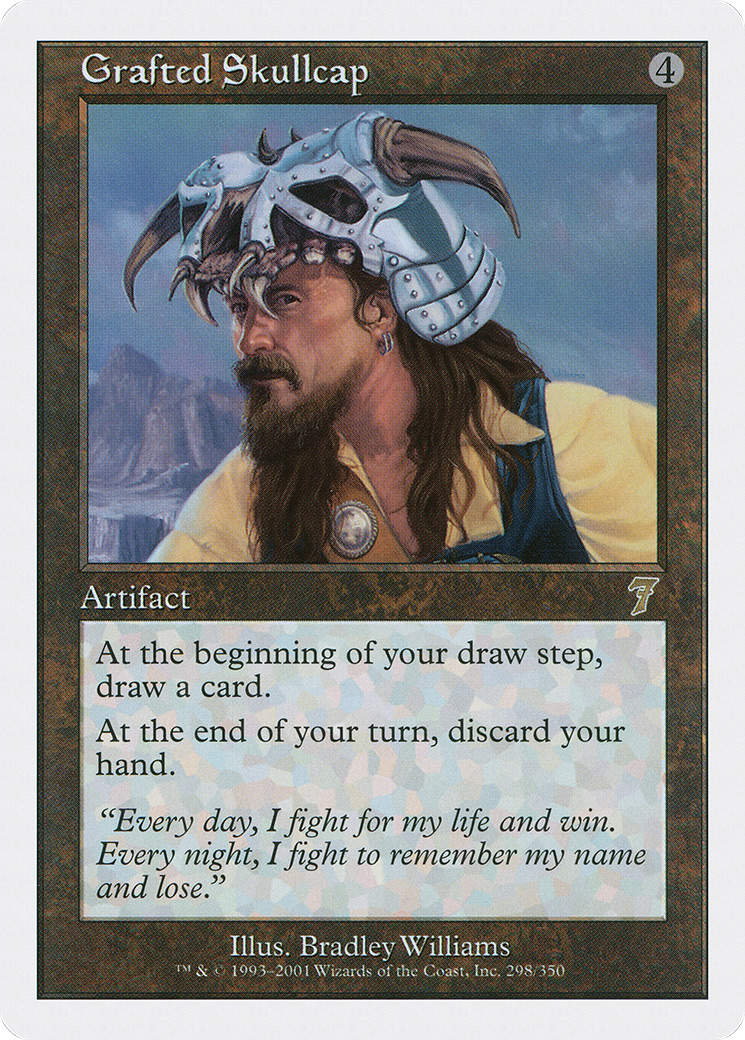 Grafted Skullcap 4
Artifact 7
At the beginning of your draw step,
draw a card.
At the end of your turn, discard your
hand.
“Every day, I fight for my life and win.
Every night, I fight to remember my name
and lose.”
Illus. Bradley Williams
™ & © 1993–2001 Wizards of the Coast, Inc. 298/350